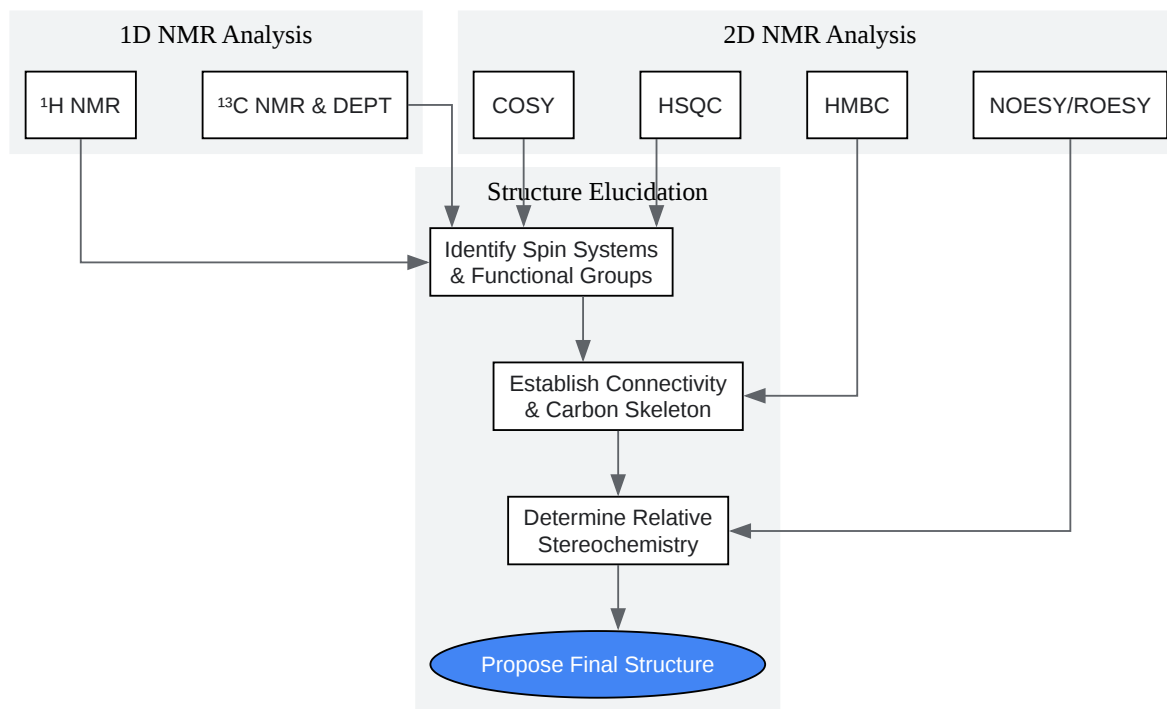 1D NMR Analysis
2D NMR Analysis
¹H NMR
¹³C NMR & DEPT
COSY
HSQC
HMBC
NOESY/ROESY
Structure Elucidation
Identify Spin Systems
& Functional Groups
Establish Connectivity
& Carbon Skeleton
Determine Relative
Stereochemistry
Propose Final Structure